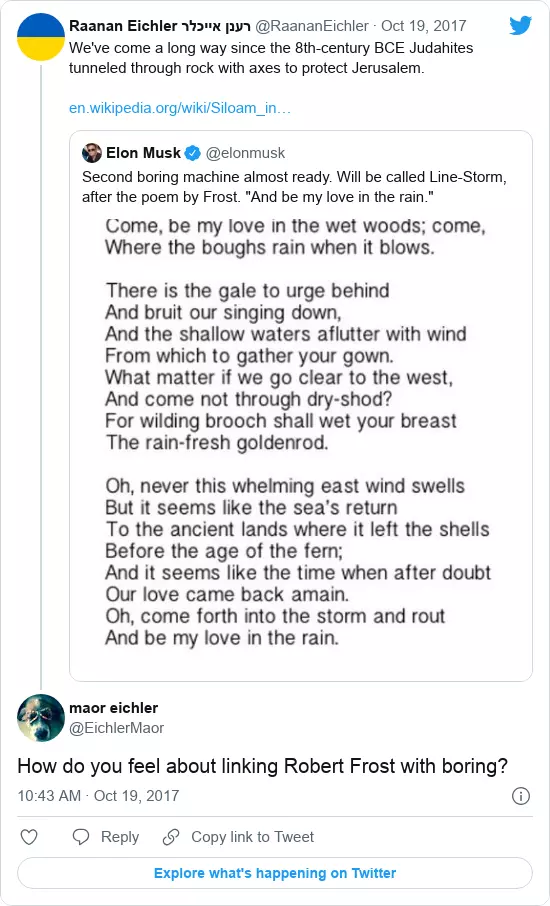 Raanan Eichler רענן אייכלר @RaananEichler · Oct 19, 2017
We've come a long way since the 8th-century BCE Judahites
tunneled through rock with axes to protect Jerusalem.
en.wikipedia.org/wiki/Siloam_in…
Elon Musk @elonmusk
Second boring machine almost ready. Will be called Line-Storm,
after the poem by Frost. "And be my love in the rain."
Come, be my love in the wet woods; come,
Where the boughs rain when it blows.
There is the gale to urge behind
And bruit our singing down,
And the shallow waters aflutter with wind
From which to gather your gown.
What matter if we go clear to the west,
And come not through dry-shod?
For wilding brooch shall wet your breast
The rain-fresh goldenrod.
Oh, never this whelming east wind swells
But it seems like the sea's return
To the ancient lands where it left the shells
Before the age of the fern;
And it seems like the time when after doubt
Our love came back amain.
Oh, come forth into the storm and rout
And be my love in the rain.
maor eichler
@EichlerMaor
How do you feel about linking Robert Frost with boring?
10:43 AM · Oct 19, 2017
Reply Copy link to Tweet
Explore what's happening on Twitter